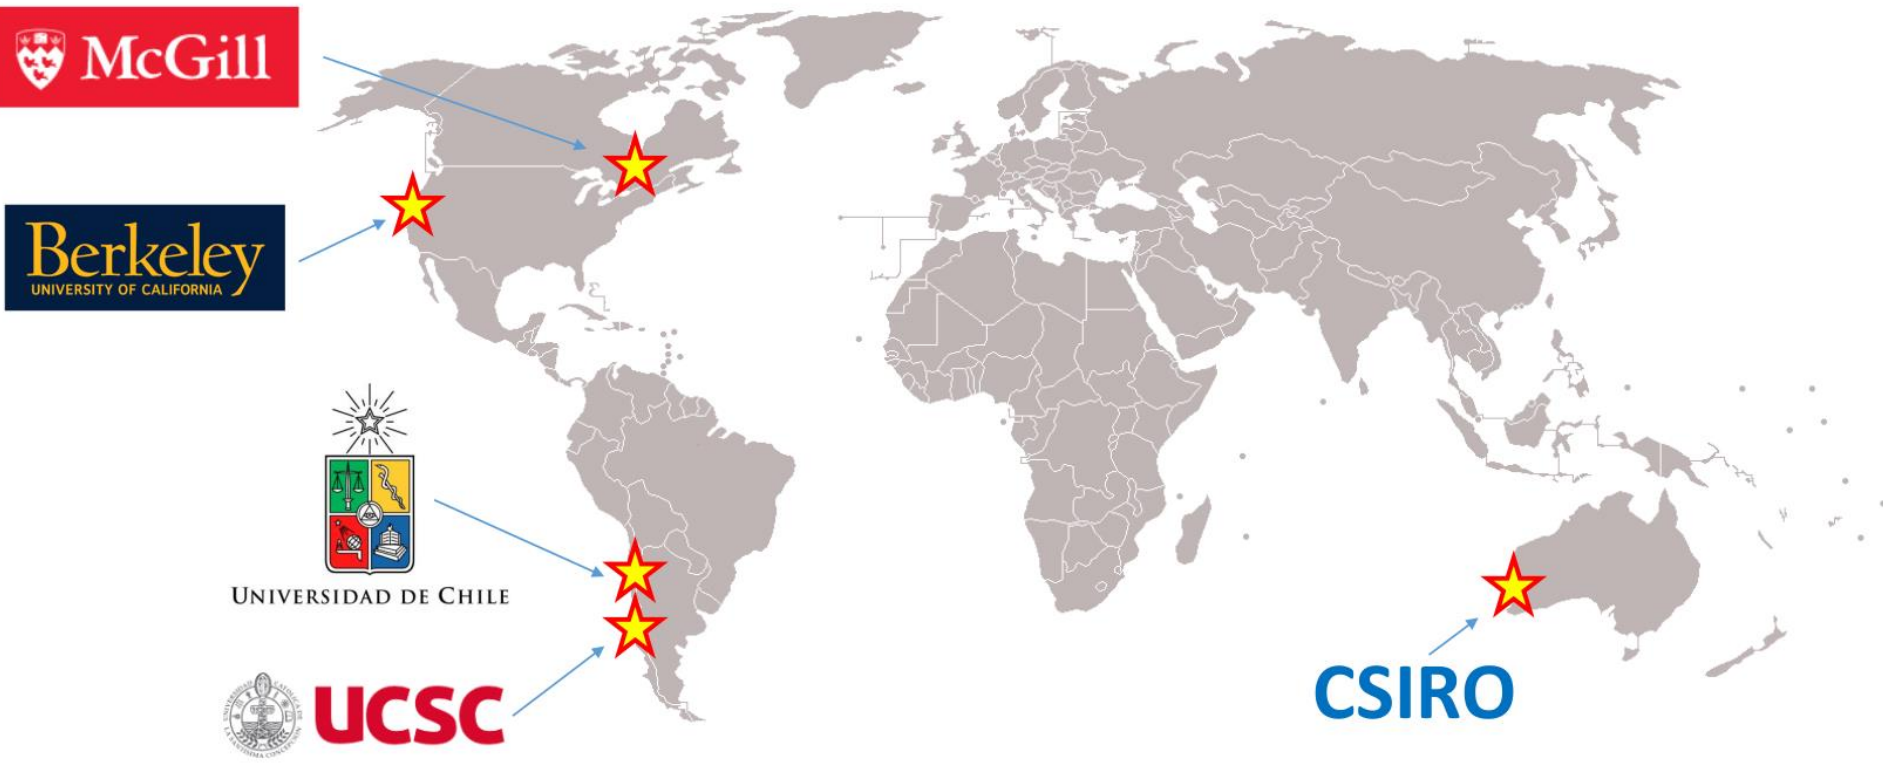 McGill
Berkeley
UNIVERSITY OF CALIFORNIA
UNIVERSIDAD DE CHILE
UCSC
CSIRO